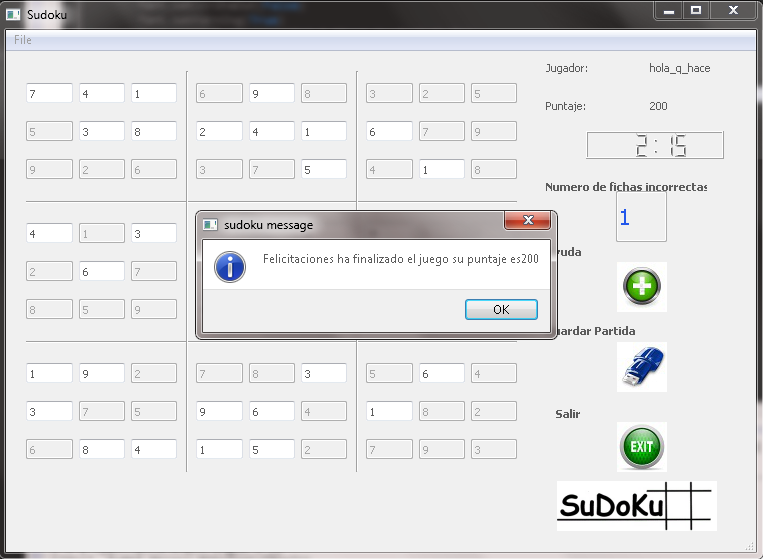 Sudoku
File
Jugador: hola_q_hace
Puntaje: 200
2:15
Numero de fichas incorrectas
1
yuda
uardar Partida
Salir
EXIT
SuDoKu
7 4 1 6 9 8 3 2 5
5 3 8 2 4 1 6 7 9
9 2 6 3 7 5 4 1 8
4 1 3
2 6 7
8 5 9
1 9 2 7 8 3 5 6 4
3 7 5 9 6 4 1 8 2
6 8 4 1 5 2 7 9 3
sudoku message
Felicitaciones ha finalizado el juego su puntaje es200
OK